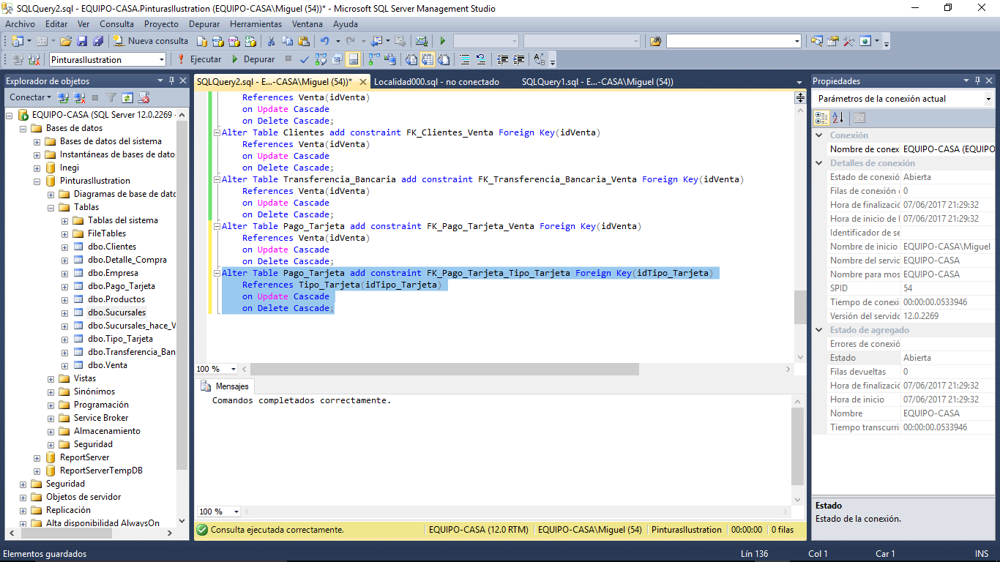 SQLQuery2.sql - EQUIPO-CASA.PinturasIlustration (EQUIPO-CASA\Miguel (54))* - Microsoft SQL Server Management Studio
Archivo Editar Ver Consulta Proyecto Depurar Herramientas Ventana Ayuda
Nueva consulta
PinturasIlustration Ejecutar Depurar
Explorador de objetos
Conectar
EQUIPO-CASA (SQL Server 12.0.2269 -
Bases de datos
Bases de datos del sistema
Instantáneas de bases de datos
Inegi
PinturasIlustration
Diagramas de base de datc
Tablas
Tablas del sistema
FileTables
dbo.Clientes
dbo.Detalle_Compra
dbo.Empresa
dbo.Pago_Tarjeta
dbo.Productos
dbo.Sucursales
dbo.Sucursales_hace_V
dbo.Tipo_Tarjeta
dbo.Transferencia_Ban
dbo.Venta
Vistas
Sinónimos
Programación
Service Broker
Almacenamiento
Seguridad
ReportServer
ReportServerTempDB
Seguridad
Objetos de servidor
Replicación
Alta disponibilidad AlwaysOn
SQLQuery2.sql - E...-CASA\Miguel (54))* Localidad000.sql - no conectado SQLQuery1.sql - E...-CASA\Miguel (54))
References Venta(idVenta)
on Update Cascade
on Delete Cascade;
Alter Table Clientes add constraint FK_Clientes_Venta Foreign Key(idVenta)
References Venta(idVenta)
on Update Cascade
on Delete Cascade;
Alter Table Transferencia_Bancaria add constraint FK_Transferencia_Bancaria_Venta Foreign Key(idVenta)
References Venta(idVenta)
on Update Cascade
on Delete Cascade;
Alter Table Pago_Tarjeta add constraint FK_Pago_Tarjeta_Venta Foreign Key(idVenta)
References Venta(idVenta)
on Update Cascade
on Delete Cascade;
Alter Table Pago_Tarjeta add constraint FK_Pago_Tarjeta_Tipo_Tarjeta Foreign Key(idTipo_Tarjeta)
References Tipo_Tarjeta(idTipo_Tarjeta)
on Update Cascade
on Delete Cascade;
100 %
Mensajes
Comandos completados correctamente.
100 %
Consulta ejecutada correctamente. EQUIPO-CASA (12.0 RTM) EQUIPO-CASA\Miguel (54) PinturasIlustration 00:00:00 0 filas
Propiedades
Parámetros de la conexión actual
Conexión
Nombre de conex EQUIPO-CASA (EQUIPO
Detalles de conexión
Estado de conexió Abierta
Filas de conexión 0
Hora de finalizació 07/06/2017 21:29:32
Hora de inicio de l 07/06/2017 21:29:32
Identificador de se
Nombre de inicio EQUIPO-CASA\Miguel
Nombre del servid EQUIPO-CASA
Nombre para mos EQUIPO-CASA
SPID 54
Tiempo de conexi 00:00:00.0533946
Versión del servidc 12.0.2269
Estado de agregado
Errores de conexió
Estado Abierta
Filas devueltas 0
Hora de finalizació 07/06/2017 21:29:32
Hora de inicio 07/06/2017 21:29:32
Nombre EQUIPO-CASA
Tiempo transcurri 00:00:00.0533946
Estado
Estado de la conexión.
Elementos guardados Lín 136 Col 1 Car 1 INS